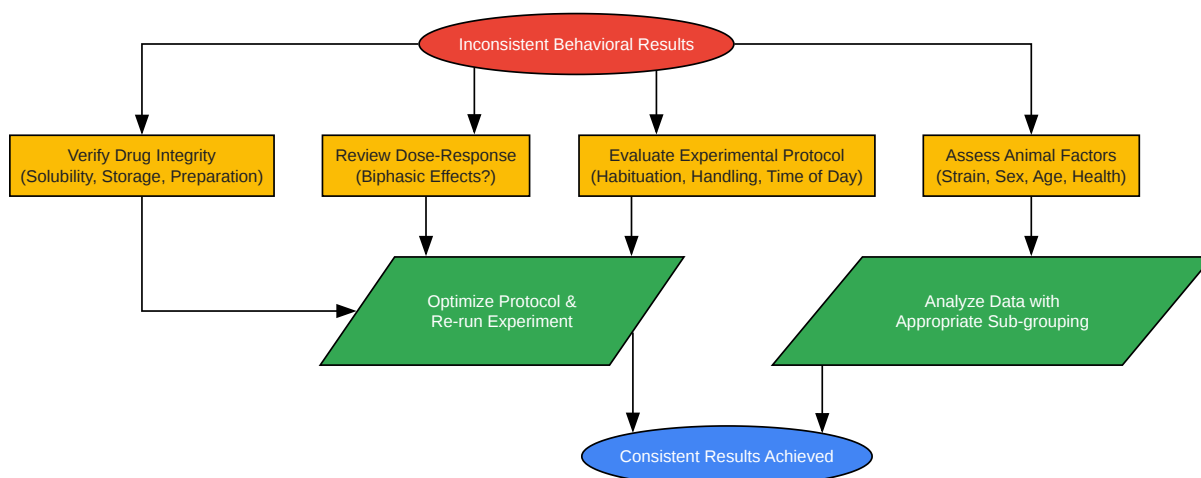 Inconsistent Behavioral Results
Verify Drug Integrity
(Solubility, Storage, Preparation)
Review Dose-Response
(Biphasic Effects?)
Evaluate Experimental Protocol
(Habituation, Handling, Time of Day)
Assess Animal Factors
(Strain, Sex, Age, Health)
Optimize Protocol &
Re-run Experiment
Analyze Data with
Appropriate Sub-grouping
Consistent Results Achieved